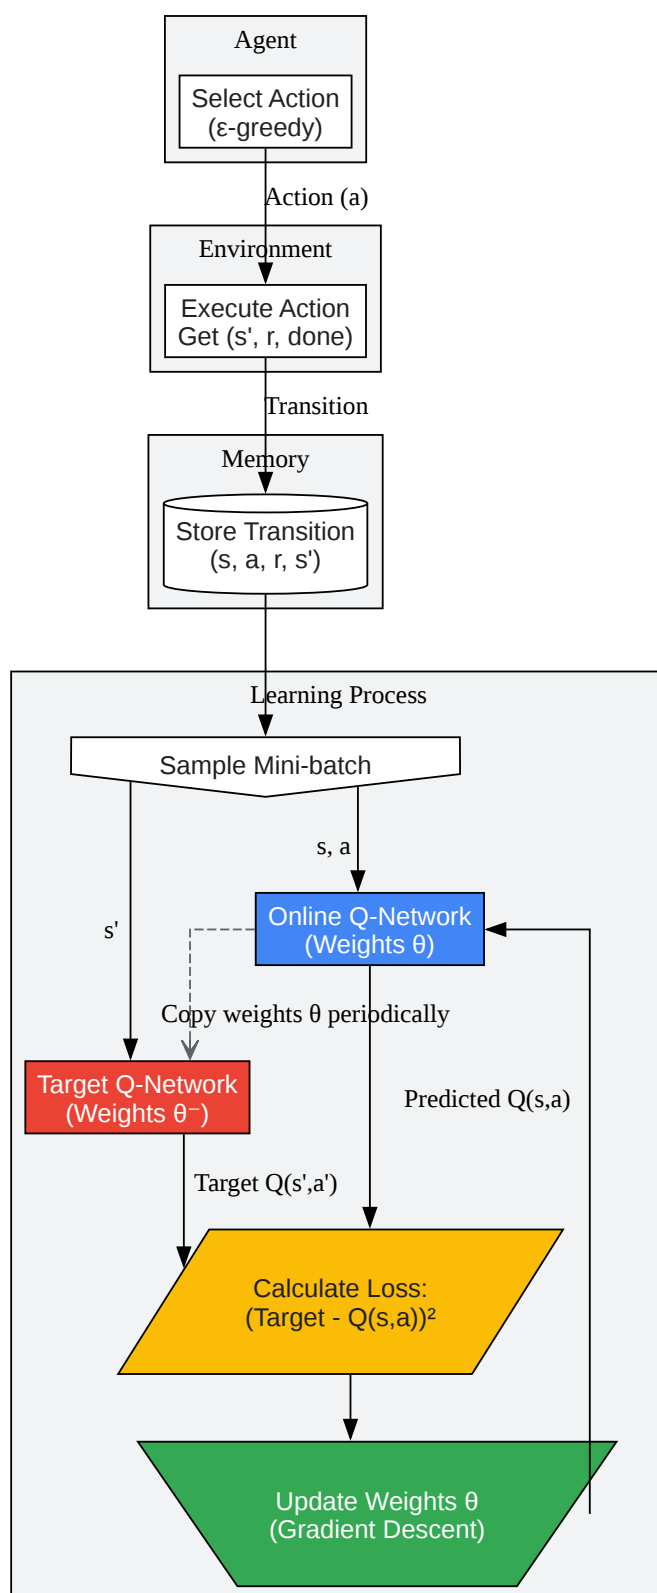 Agent
Select Action
(ε-greedy)
Action (a)
Environment
Execute Action
Get (s', r, done)
Transition
Memory
Store Transition
(s, a, r, s')
Learning Process
Sample Mini-batch
s, a
s'
Online Q-Network
(Weights θ)
Copy weights θ periodically
Target Q-Network
(Weights θ⁻)
Predicted Q(s,a)
Target Q(s',a')
Calculate Loss:
(Target - Q(s,a))²
Update Weights θ
(Gradient Descent)